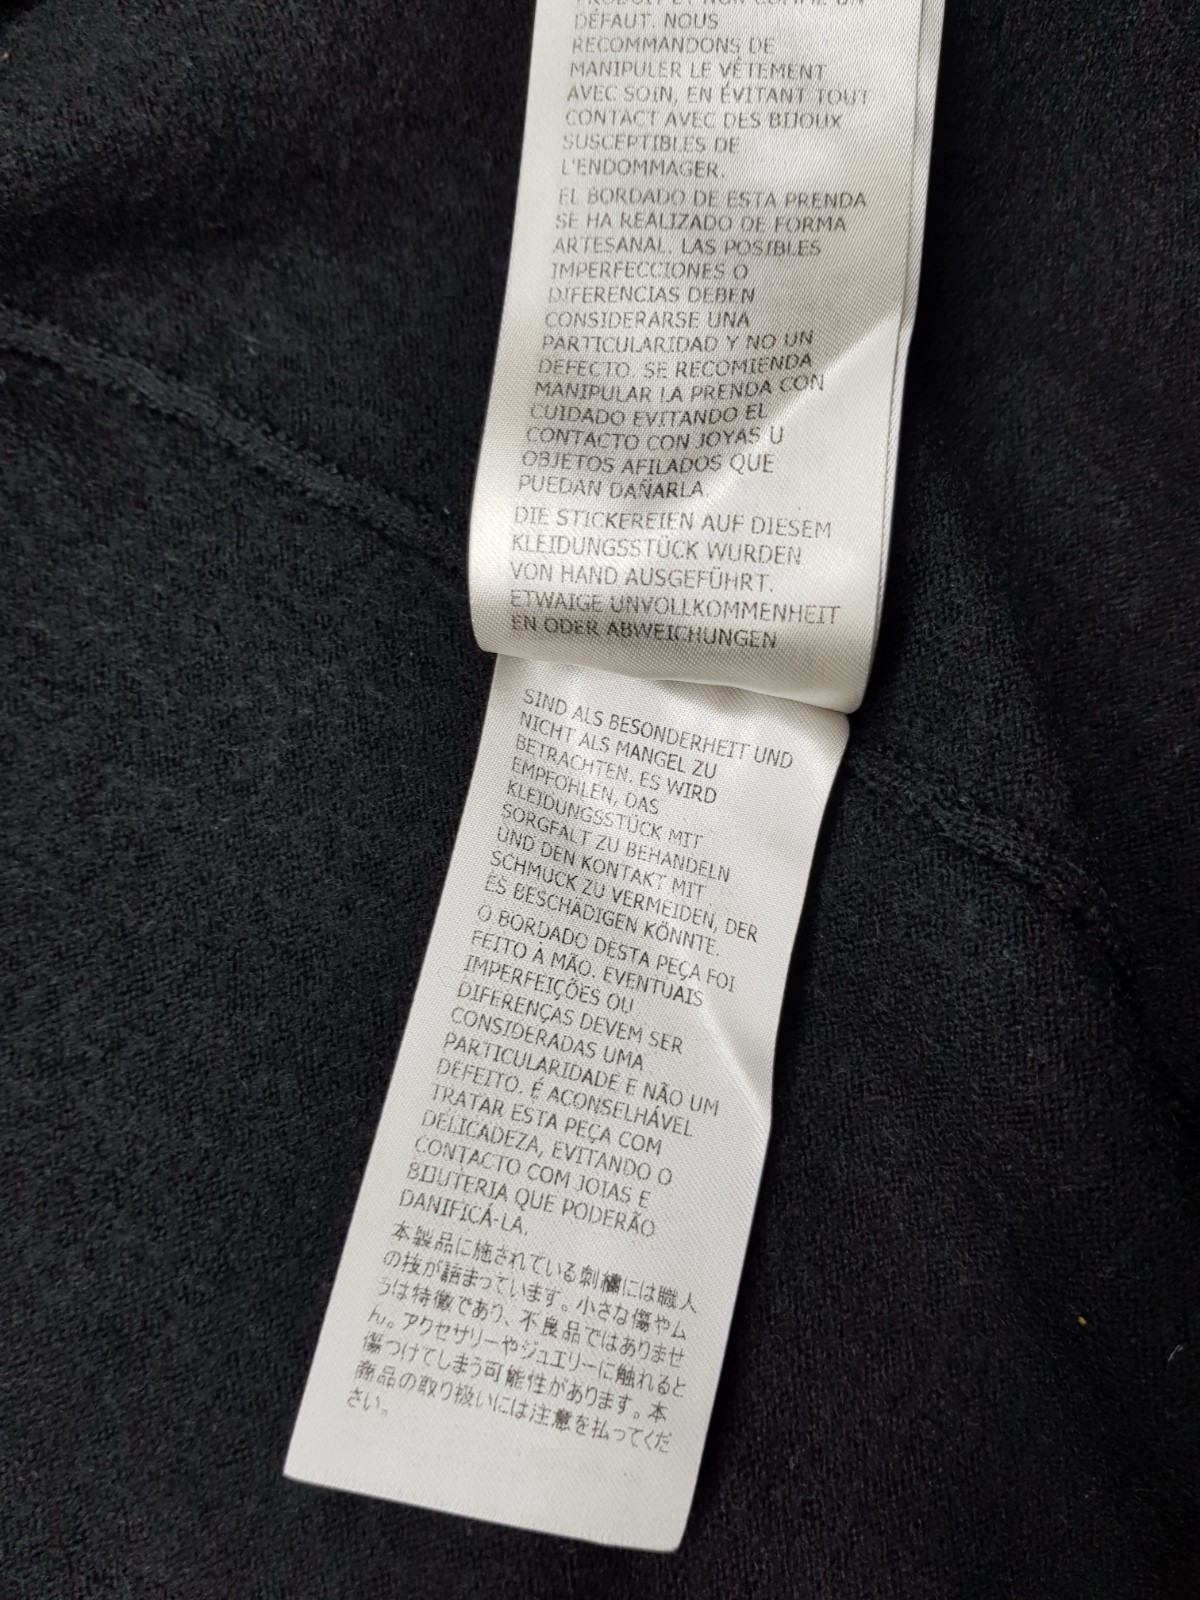 PRODUIT ET NON COMME UN
DÉFAUT. NOUS
RECOMMANDONS DE
MANIPULER LE VÊTEMENT
AVEC SOIN, EN ÉVITANT TOUT
CONTACT AVEC DES BIJOUX
SUSCEPTIBLES DE
L'ENDOMMAGER.
EL BORDADO DE ESTA PRENDA
SE HA REALIZADO DE FORMA
ARTESANAL. LAS POSIBLES
IMPERFECCIONES O
DIFERENCIAS DEBEN
CONSIDERARSE UNA
PARTICULARIDAD Y NO UN
DEFECTO. SE RECOMIENDA
MANIPULAR LA PRENDA CON
CUIDADO EVITANDO EL
CONTACTO CON JOYAS U
OBJETOS AFILADOS QUE
PUEDAN DAÑARLA.
DIE STICKEREIEN AUF DIESEM
KLEIDUNGSSTÜCK WURDEN
VON HAND AUSGEFÜHRT.
ETWAIGE UNVOLLKOMMENHEIT
EN ODER ABWEICHUNGEN
SIND ALS BESONDERHEIT UND
NICHT ALS MANGEL ZU
BETRACHTEN. ES WIRD
EMPFOHLEN, DAS
KLEIDUNGSSTÜCK MIT
SORGFALT ZU BEHANDELN
UND DEN KONTAKT MIT
SCHMUCK ZU VERMEIDEN, DER
ES BESCHÄDIGEN KÖNNTE.
O BORDADO DESTA PEÇA FOI
FEITO À MÃO. EVENTUAIS
IMPERFEIÇÕES OU
DIFERENÇAS DEVEM SER
CONSIDERADAS UMA
PARTICULARIDADE E NÃO UM
DEFEITO. É ACONSELHÁVEL
TRATAR ESTA PEÇA COM
DELICADEZA, EVITANDO O
CONTACTO COM JOIAS E
BIJUTERIA QUE PODERÃO
DANIFICÁ-LA.
本製品に施されている刺繍には職人
の技が詰まっています。小さな傷やム
ラは特徴であり、不良品ではありませ
ん。アクセサリーやジュエリーに触れると
傷つけてしまう可能性があります。本
商品の取り扱いには注意を払ってくだ
さい。